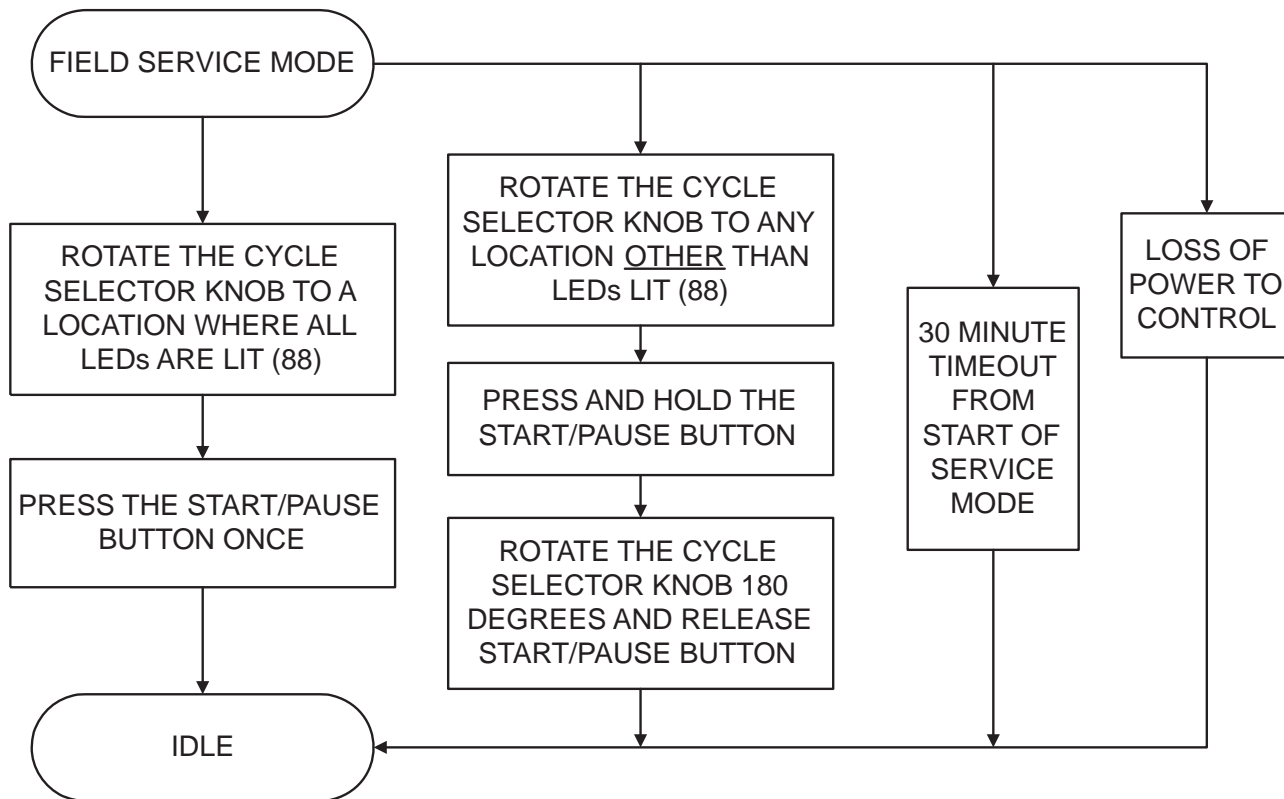 FIELD SERVICE MODE
ROTATE THE CYCLE
SELECTOR KNOB TO A
LOCATION WHERE ALL
LEDs ARE LIT (88)
PRESS THE START/PAUSE
BUTTON ONCE
ROTATE THE CYCLE
SELECTOR KNOB TO ANY
LOCATION OTHER THAN
LEDs LIT (88)
PRESS AND HOLD THE
START/PAUSE BUTTON
ROTATE THE CYCLE
SELECTOR KNOB 180
DEGREES AND RELEASE
START/PAUSE BUTTON
30 MINUTE
TIMEOUT
FROM
START OF
SERVICE
MODE
LOSS OF
POWER TO
CONTROL
IDLE